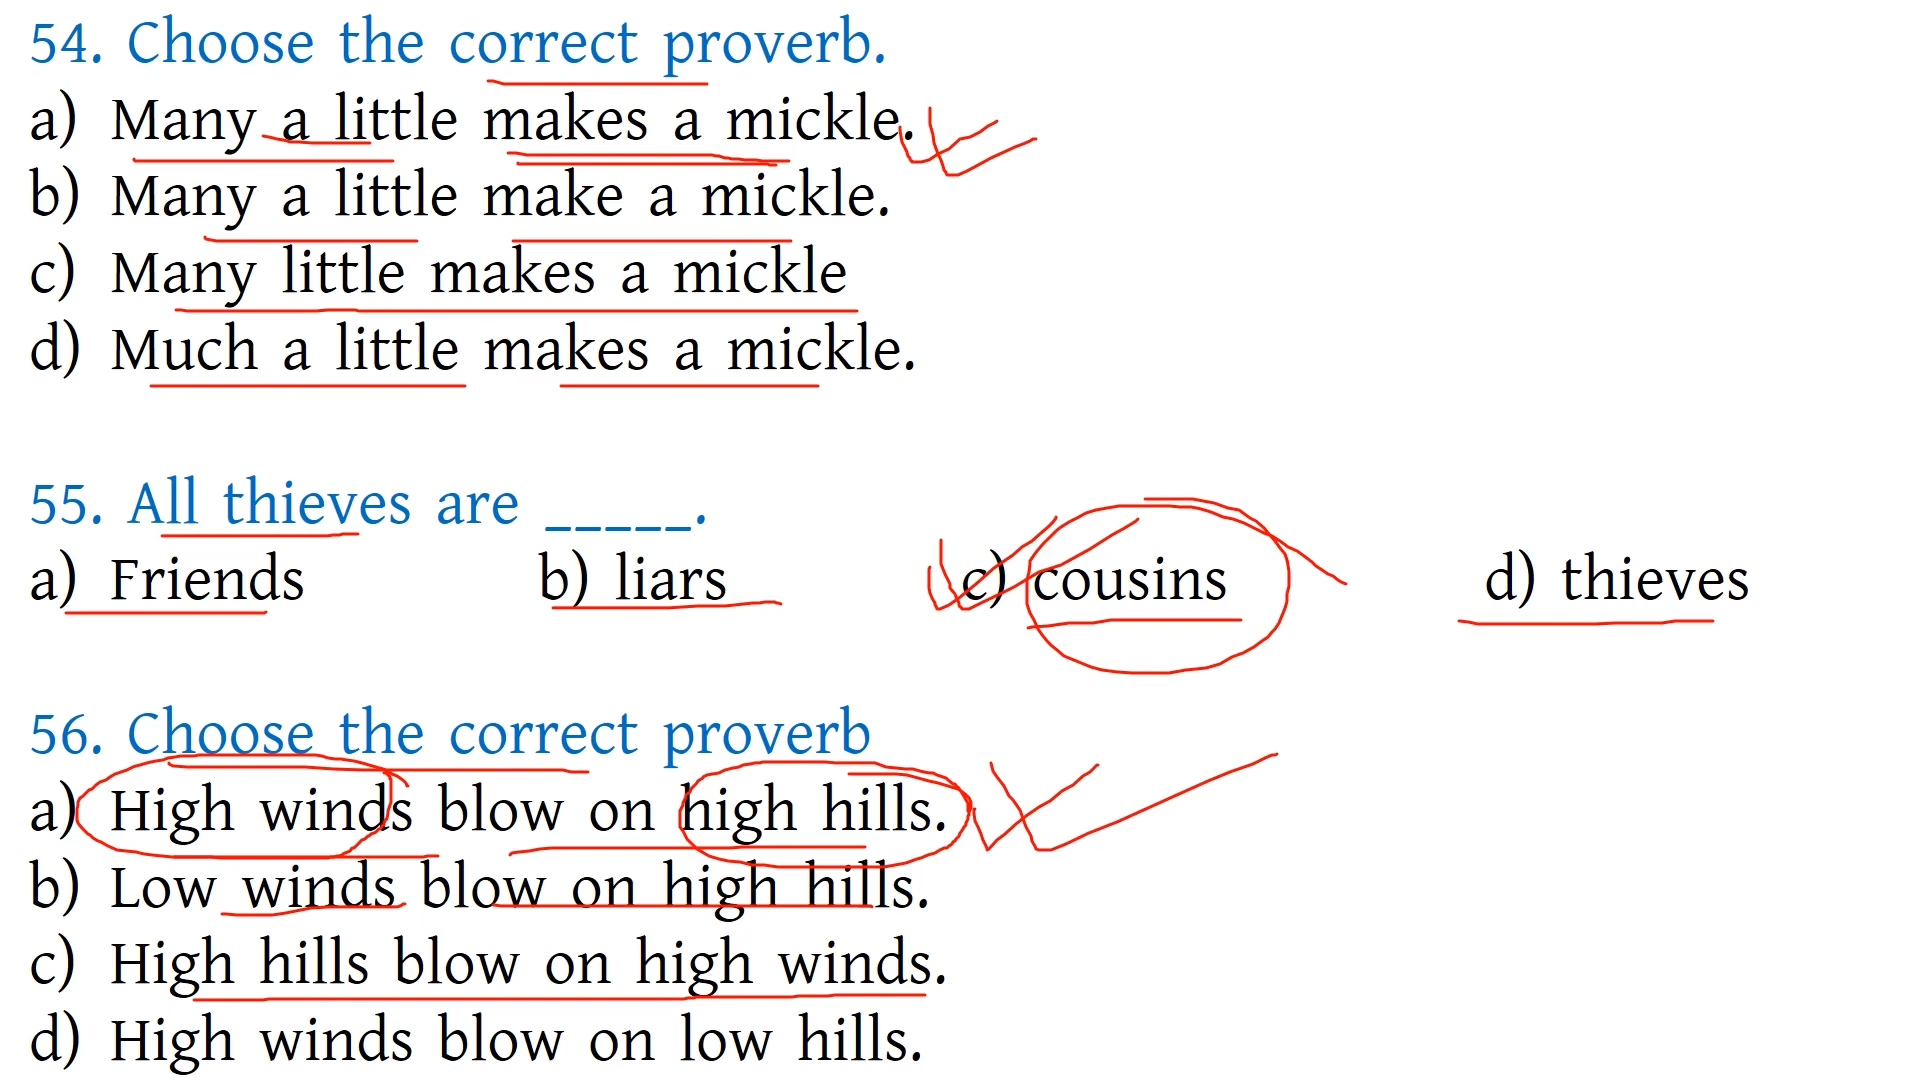 54. Choose the correct proverb.
a) Many a little makes a mickle.
b) Many a little make a mickle.
c) Many little makes a mickle
d) Much a little makes a mickle.
55. All thieves are _____.
a) Friends b) liars c) cousins d) thieves
56. Choose the correct proverb
a) High winds blow on high hills.
b) Low winds blow on high hills.
c) High hills blow on high winds.
d) High winds blow on low hills.